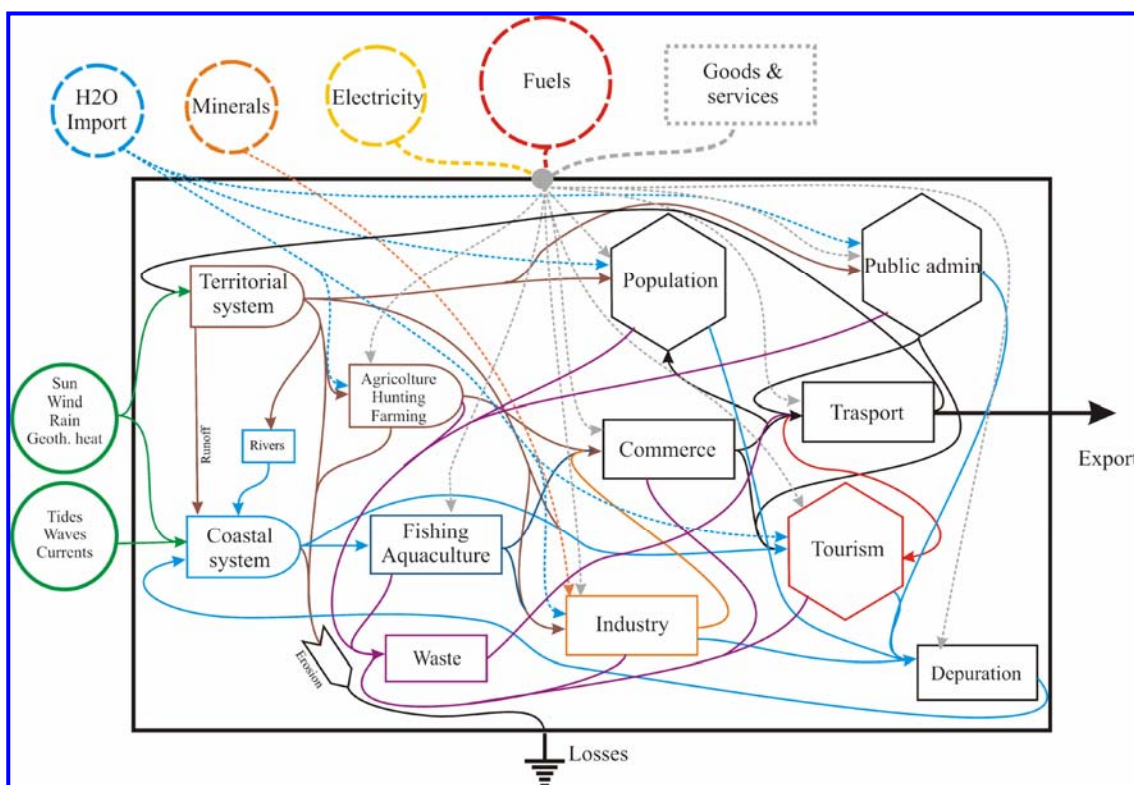 H2O
Import
Minerals
Electricity
Fuels
Goods &
services
Territorial
system
Population
Public admin
Sun
Wind
Rain
Geoth. heat
Runoff
Rivers
Agricolture
Hunting
Farming
Commerce
Trasport
Export
Tides
Waves
Currents
Coastal
system
Fishing
Aquaculture
Tourism
Industry
Waste
Erosion
Depuration
Losses